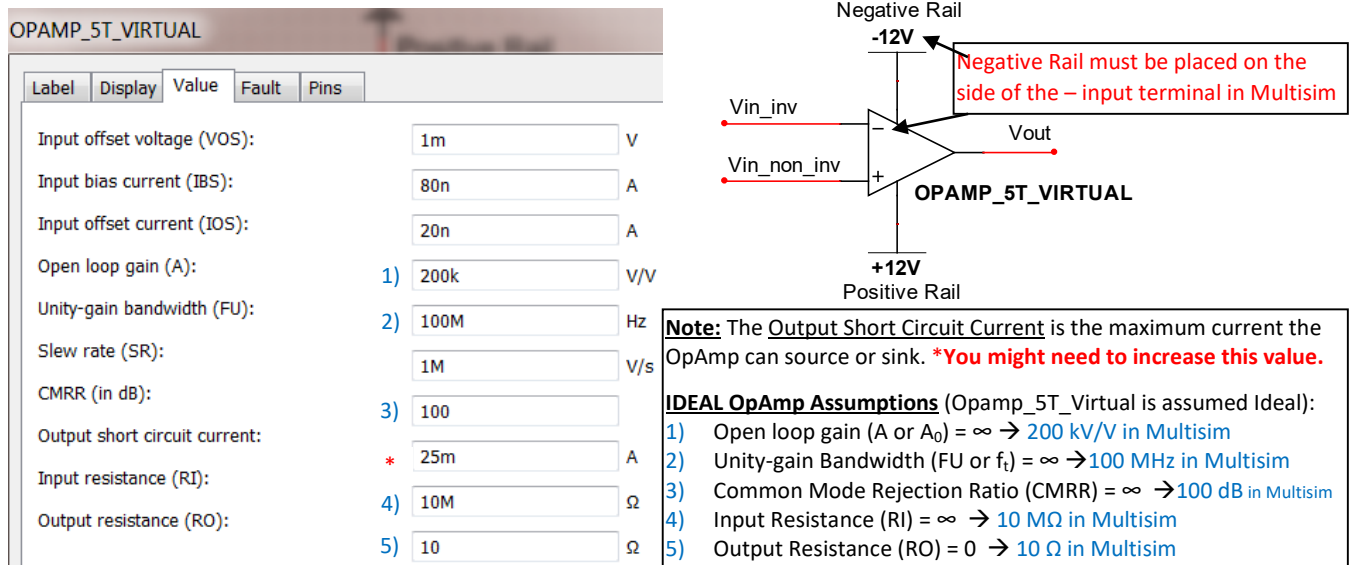 OPAMP_5T_VIRTUAL
Positive Rail
Label Display Value Fault Pins
Input offset voltage (VOS): 1m V
Input bias current (IBS): 80n A
Input offset current (IOS): 20n A
Open loop gain (A): 1) 200k V/V
Unity-gain bandwidth (FU): 2) 100M Hz
Slew rate (SR): 1M V/s
CMRR (in dB): 3) 100
Output short circuit current: * 25m A
Input resistance (RI): 4) 10M Ω
Output resistance (RO): 5) 10 Ω
Negative Rail
-12V
Negative Rail must be placed on the
side of the – input terminal in Multisim
Vin_inv
Vout
Vin_non_inv
−
+
OPAMP_5T_VIRTUAL
+12V
Positive Rail
Note: The Output Short Circuit Current is the maximum current the
OpAmp can source or sink. *You might need to increase this value.
IDEAL OpAmp Assumptions (Opamp_5T_Virtual is assumed Ideal):
1) Open loop gain (A or A₀) = ∞ → 200 kV/V in Multisim
2) Unity-gain Bandwidth (FU or fₜ) = ∞ →100 MHz in Multisim
3) Common Mode Rejection Ratio (CMRR) = ∞ →100 dB in Multisim
4) Input Resistance (RI) = ∞ → 10 MΩ in Multisim
5) Output Resistance (RO) = 0 → 10 Ω in Multisim